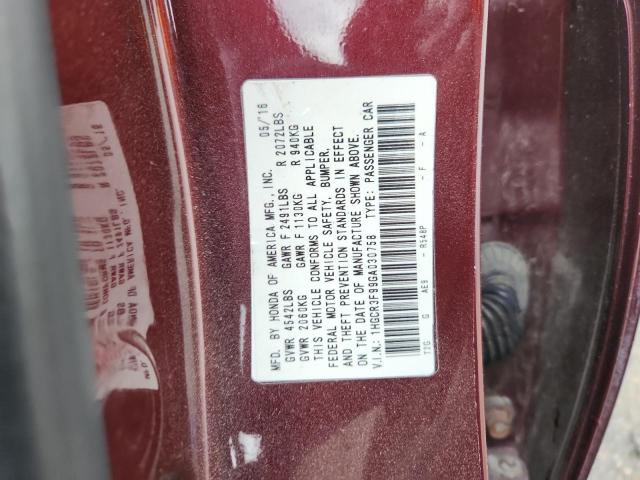 MFD. BY HONDA OF AMERICA MFG., INC. 05/'16
GVWR 4542LBS GAWR F 2491LBS R 2072LBS
GVWR 2060KG GAWR F 1130KG R 940KG
THIS VEHICLE CONFORMS TO ALL APPLICABLE
FEDERAL MOTOR VEHICLE SAFETY, BUMPER,
AND THEFT PREVENTION STANDARDS IN EFFECT
ON THE DATE OF MANUFACTURE SHOWN ABOVE.
V.I.N.: 1HGCR3F99GA030758 TYPE: PASSENGER CAR
T2G G AE9 - R548P - F - A